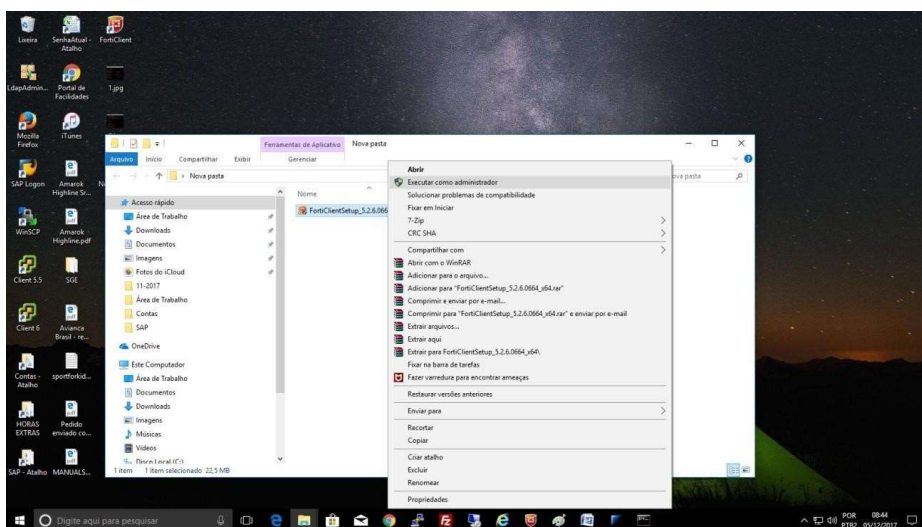 Lixeira
SenhaAtual - Atalho
FortiClient
LdapAdmin...
Portal de Facilidades
1.jpg
Mozilla Firefox
iTunes
SAP Logon
Amarok Highline Sr...
WinSCP
Amarok Highline.pdf
Client 5.5
SGE
Client 6
Avianca Brasil - re...
Contas - Atalho
sportforkid...
HORAS EXTRAS
Pedido enviado co...
SAP - Atalho
MANUALS...
Ferramentas de Aplicativo
Nova pasta
Arquivo
Início
Compartilhar
Exibir
Gerenciar
Nova pasta
Nome
FortiClientSetup_5.2.6.066
Acesso rápido
Área de Trabalho
Downloads
Documentos
Imagens
Fotos do iCloud
11-2017
Área de Trabalho
Contas
SAP
OneDrive
Este Computador
Área de Trabalho
Documentos
Downloads
Imagens
Músicas
Vídeos
Disco Local (C:)
1 item
1 item selecionado 22,5 MB
Abrir
Executar como administrador
Solucionar problemas de compatibilidade
Fixar em Iniciar
7-Zip
CRC SHA
Compartilhar com
Abrir com o WinRAR
Adicionar para o arquivo...
Adicionar para "FortiClientSetup_5.2.6.0664_x64.rar"
Comprimir e enviar por e-mail...
Comprimir para "FortiClientSetup_5.2.6.0664_x64.rar" e enviar por e-mail
Extrair arquivos...
Extrair aqui
Extrair para FortiClientSetup_5.2.6.0664_x64\
Fixar na barra de tarefas
Fazer varredura para encontrar ameaças
Restaurar versões anteriores
Enviar para
Recortar
Copiar
Criar atalho
Excluir
Renomear
Propriedades
Digite aqui para pesquisar
POR
PTB2
08:44
05/12/2017